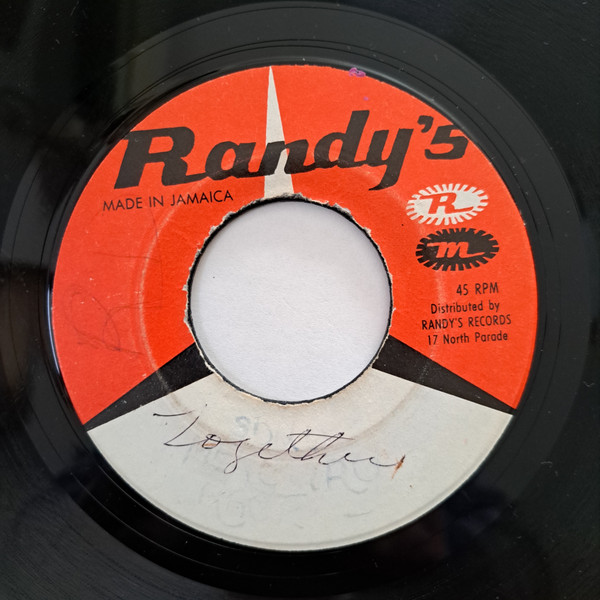 Randy's
MADE IN JAMAICA
R
m
45 RPM
Distributed by
RANDY'S RECORDS
17 North Parade
Together